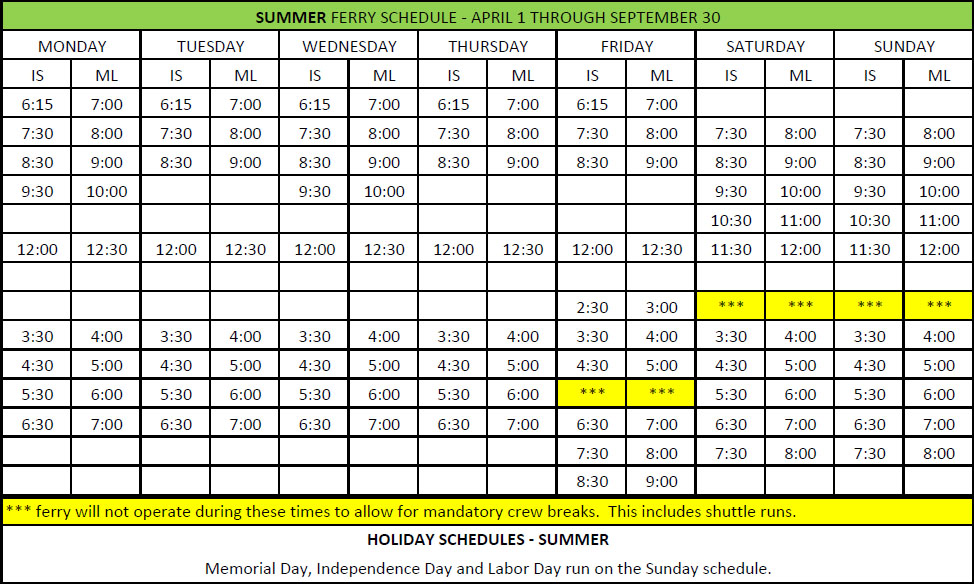 SUMMER FERRY SCHEDULE - APRIL 1 THROUGH SEPTEMBER 30
MONDAY TUESDAY WEDNESDAY THURSDAY FRIDAY SATURDAY SUNDAY
IS ML IS ML IS ML IS ML IS ML IS ML IS ML
6:15 7:00 6:15 7:00 6:15 7:00 6:15 7:00 6:15 7:00
7:30 8:00 7:30 8:00 7:30 8:00 7:30 8:00 7:30 8:00 7:30 8:00 7:30 8:00
8:30 9:00 8:30 9:00 8:30 9:00 8:30 9:00 8:30 9:00 8:30 9:00 8:30 9:00
9:30 10:00 9:30 10:00 9:30 10:00 9:30 10:00
10:30 11:00 10:30 11:00
12:00 12:30 12:00 12:30 12:00 12:30 12:00 12:30 12:00 12:30 11:30 12:00 11:30 12:00
2:30 3:00 *** *** *** ***
3:30 4:00 3:30 4:00 3:30 4:00 3:30 4:00 3:30 4:00 3:30 4:00 3:30 4:00
4:30 5:00 4:30 5:00 4:30 5:00 4:30 5:00 4:30 5:00 4:30 5:00 4:30 5:00
5:30 6:00 5:30 6:00 5:30 6:00 5:30 6:00 *** *** 5:30 6:00 5:30 6:00
6:30 7:00 6:30 7:00 6:30 7:00 6:30 7:00 6:30 7:00 6:30 7:00 6:30 7:00
7:30 8:00 7:30 8:00 7:30 8:00
8:30 9:00
*** ferry will not operate during these times to allow for mandatory crew breaks. This includes shuttle runs.
HOLIDAY SCHEDULES - SUMMER
Memorial Day, Independence Day and Labor Day run on the Sunday schedule.